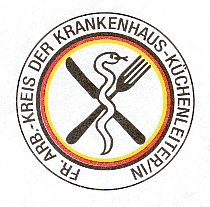 FR. ARB-KREIS DER KRANKENHAUS-KÜCHENLEITER/IN